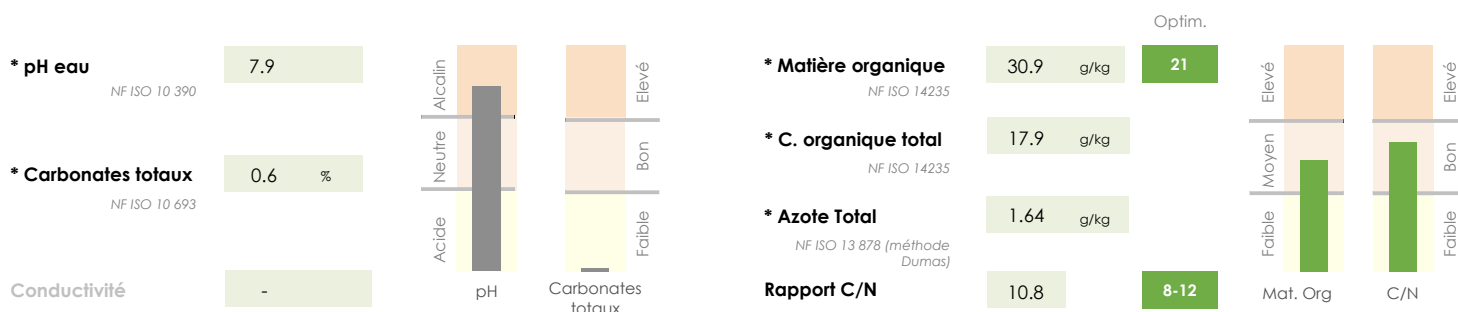 Optim.
* pH eau 7.9
NF ISO 10 390
* Carbonates totaux 0.6 %
NF ISO 10 693
Conductivité -
Alcalin
Neutre
Acide
Elevé
Bon
Faible
pH
Carbonates
totaux
* Matière organique 30.9 g/kg 21
NF ISO 14235
* C. organique total 17.9 g/kg
NF ISO 14235
* Azote Total 1.64 g/kg
NF ISO 13 878 (méthode
Dumas)
Rapport C/N 10.8 8-12
Elevé
Moyen
Faible
Elevé
Bon
Faible
Mat. Org
C/N